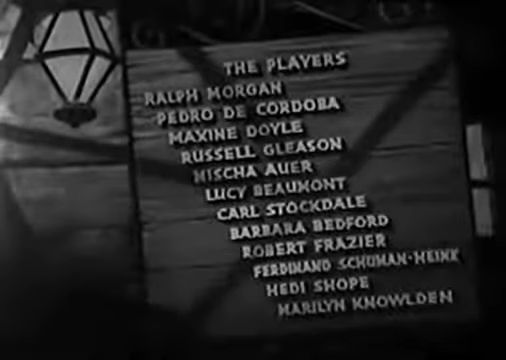 THE PLAYERS
RALPH MORGAN
PEDRO DE CORDOBA
MAXINE DOYLE
RUSSELL GLEASON
MISCHA AUER
LUCY BEAUMONT
CARL STOCKDALE
BARBARA BEDFORD
ROBERT FRAZIER
FERDINAND SCHUMAN-HEINK
HEDI SHOPE
MARILYN KNOWLDEN